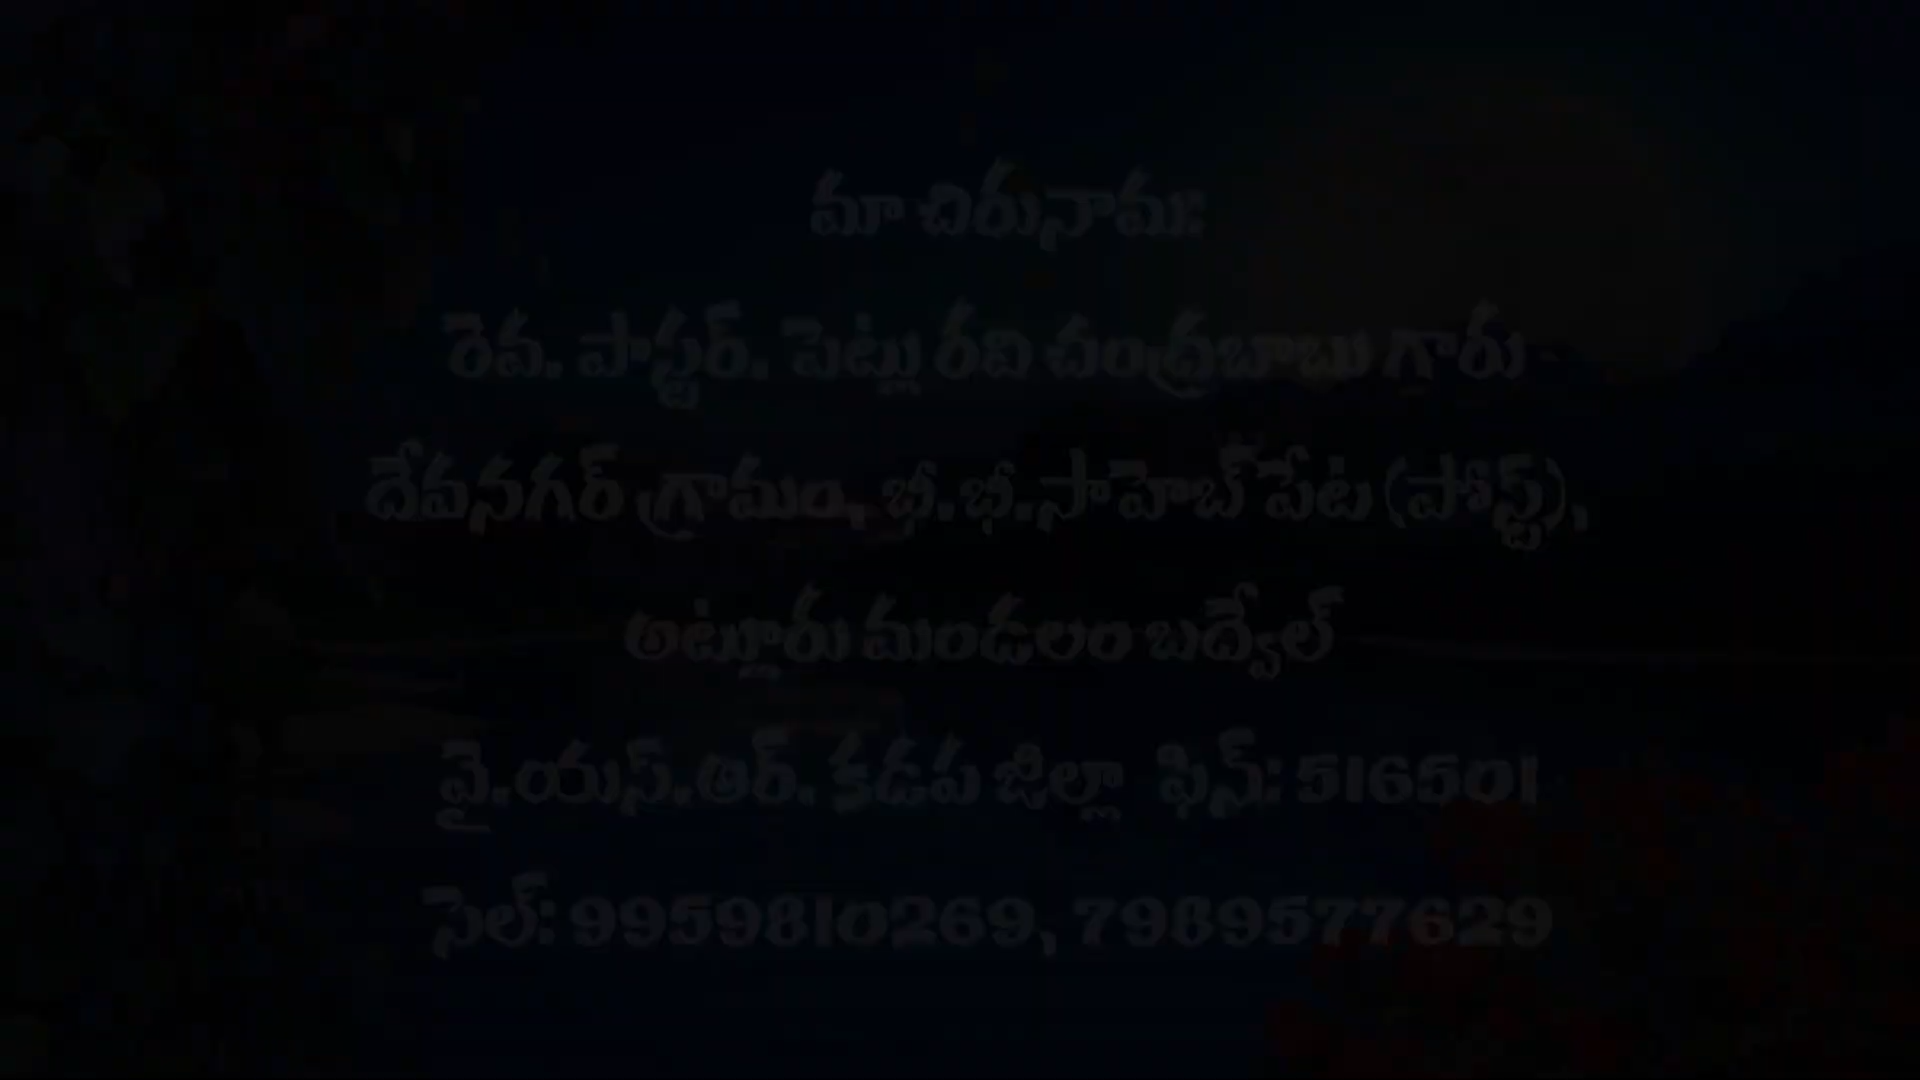 మా చిరునామ:
రెవ. పాస్టర్. పెట్లు రవి చంద్రబాబు గారు
దేవనగర్ గ్రామం, భీ.భీ.సాహెబ్ పేట (పోస్ట్),
అట్లూరు మండలం బద్వేల్
వై.యస్.ఆర్. కడప జిల్లా ఫిన్: 516501
సెల్: 9959810269, 7989577629